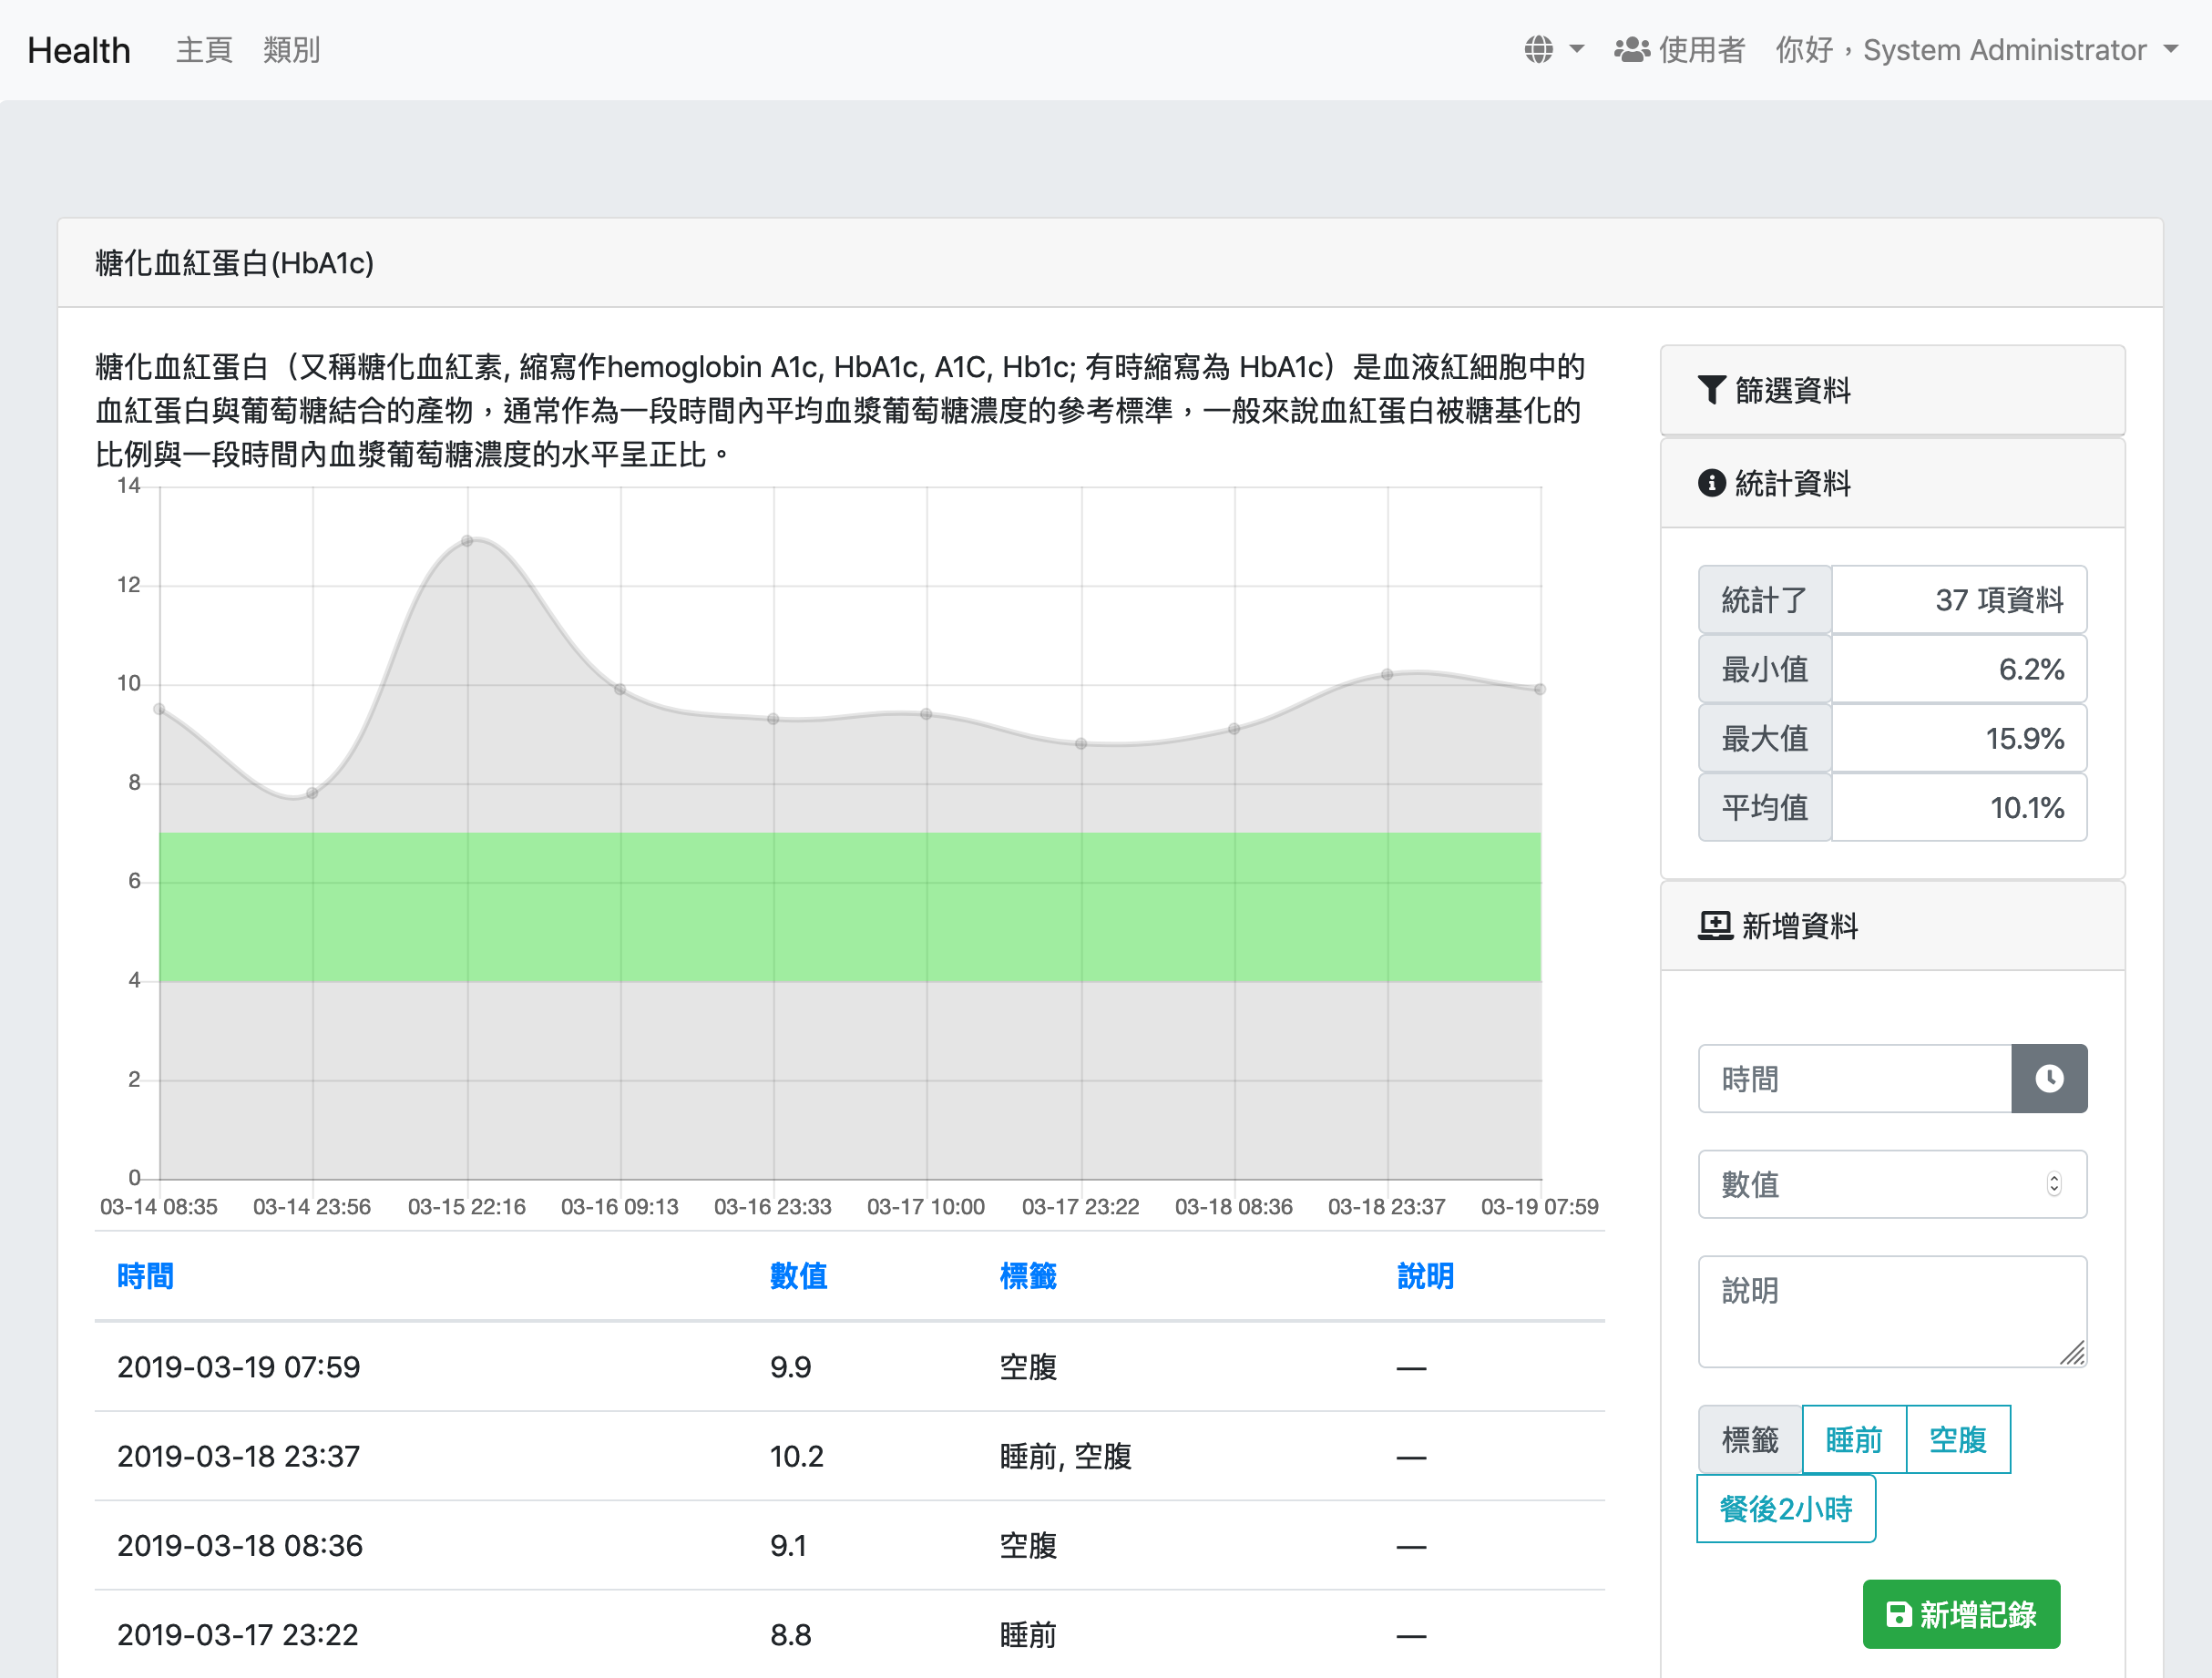 Health 主頁 類別 使用者 你好，System Administrator
糖化血紅蛋白(HbA1c)
糖化血紅蛋白（又稱糖化血紅素, 縮寫作hemoglobin A1c, HbA1c, A1C, Hb1c; 有時縮寫為 HbA1c）是血液紅細胞中的
血紅蛋白與葡萄糖結合的產物，通常作為一段時間內平均血漿葡萄糖濃度的參考標準，一般來說血紅蛋白被糖基化的
比例與一段時間內血漿葡萄糖濃度的水平呈正比。
14
12
10
8
6
4
2
0
03-14 08:35 03-14 23:56 03-15 22:16 03-16 09:13 03-16 23:33 03-17 10:00 03-17 23:22 03-18 08:36 03-18 23:37 03-19 07:59
時間 數值 標籤 說明
2019-03-19 07:59 9.9 空腹 —
2019-03-18 23:37 10.2 睡前, 空腹 —
2019-03-18 08:36 9.1 空腹 —
2019-03-17 23:22 8.8 睡前 —
篩選資料
統計資料
統計了 37 項資料
最小值 6.2%
最大值 15.9%
平均值 10.1%
新增資料
時間
數值
說明
標籤 睡前 空腹
餐後2小時
新增記錄